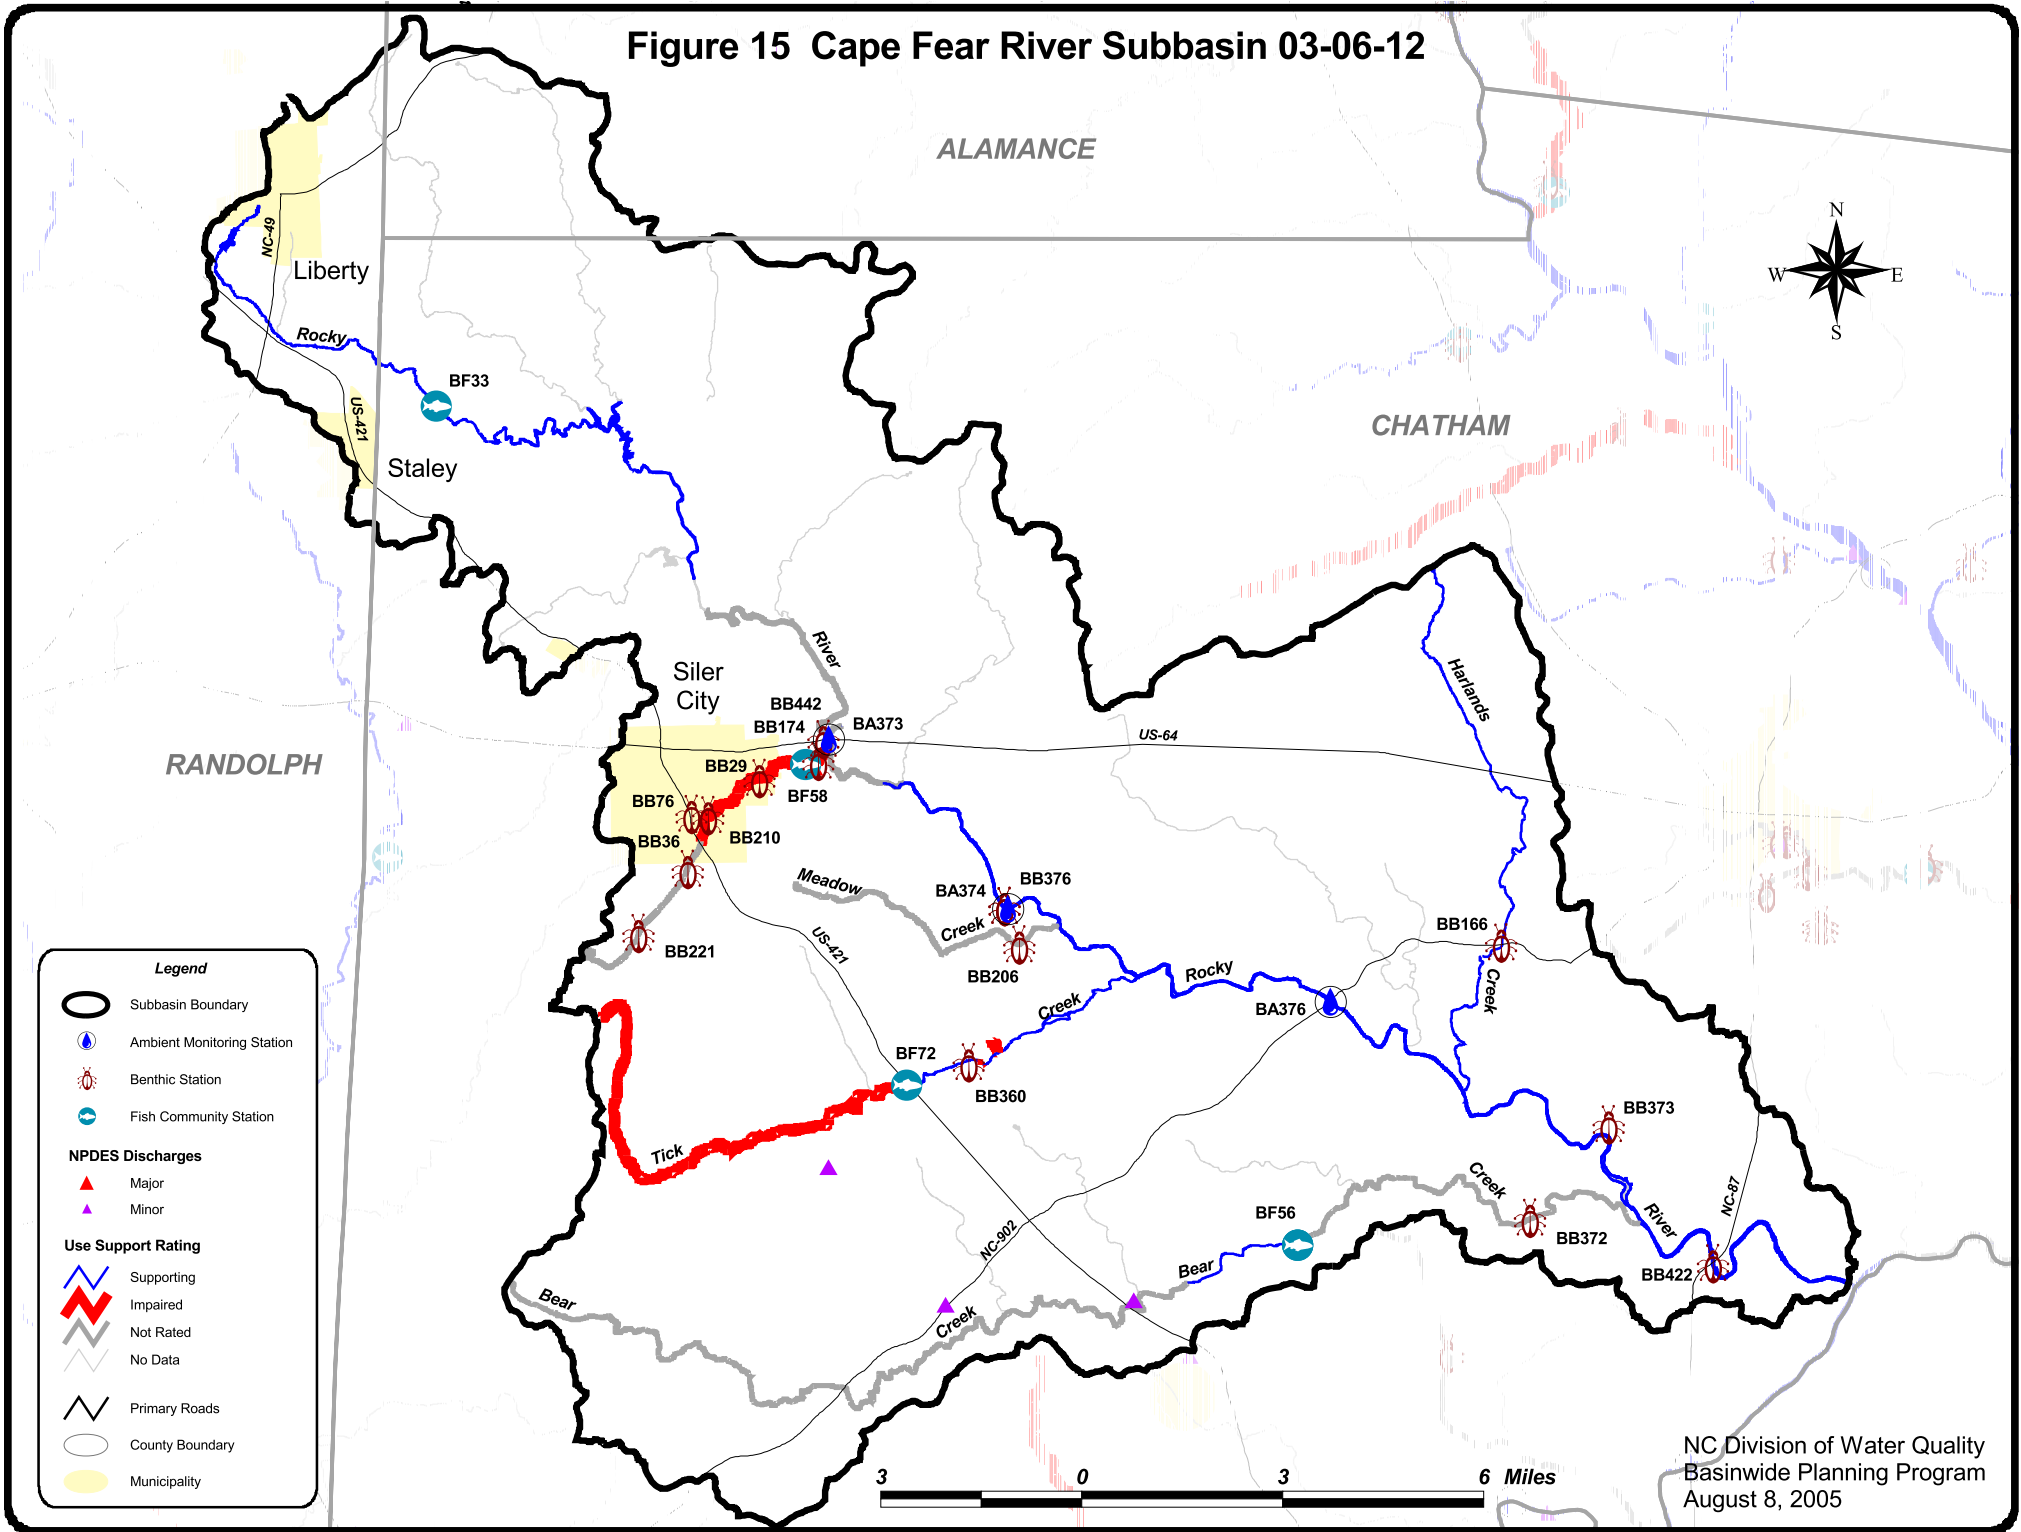 Figure 15 Cape Fear River Subbasin 03-06-12
ALAMANCE
N
W E
S
NC-49
Liberty
Rocky
BF33
US-421
Staley
CHATHAM
River
Siler
City
Harlands
BB442
BB174
BA373
US-64
RANDOLPH
BB29
BF58
BB76
BB36
BB210
Meadow
BA374
BB376
Creek
BB166
US-421
BB221
BB206
Rocky
Creek
Creek
BA376
BF72
BB360
BB373
Tick
Creek
NC-87
BF56
River
NC-902
BB372
Bear
BB422
Bear
Creek
Legend
Subbasin Boundary
Ambient Monitoring Station
Benthic Station
Fish Community Station
NPDES Discharges
Major
Minor
Use Support Rating
Supporting
Impaired
Not Rated
No Data
Primary Roads
County Boundary
Municipality
3 0 3 6 Miles
NC Division of Water Quality
Basinwide Planning Program
August 8, 2005